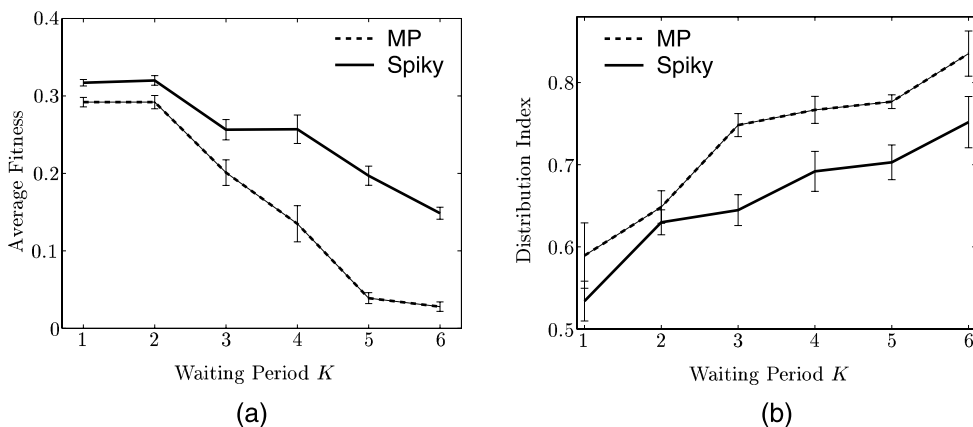 0.4
0.3
0.2
0.1
0
Average Fitness
MP
Spiky
1 2 3 4 5 6
Waiting Period K
(a)
0.8
0.7
0.6
0.5
Distribution Index
MP
Spiky
1 2 3 4 5 6
Waiting Period K
(b)